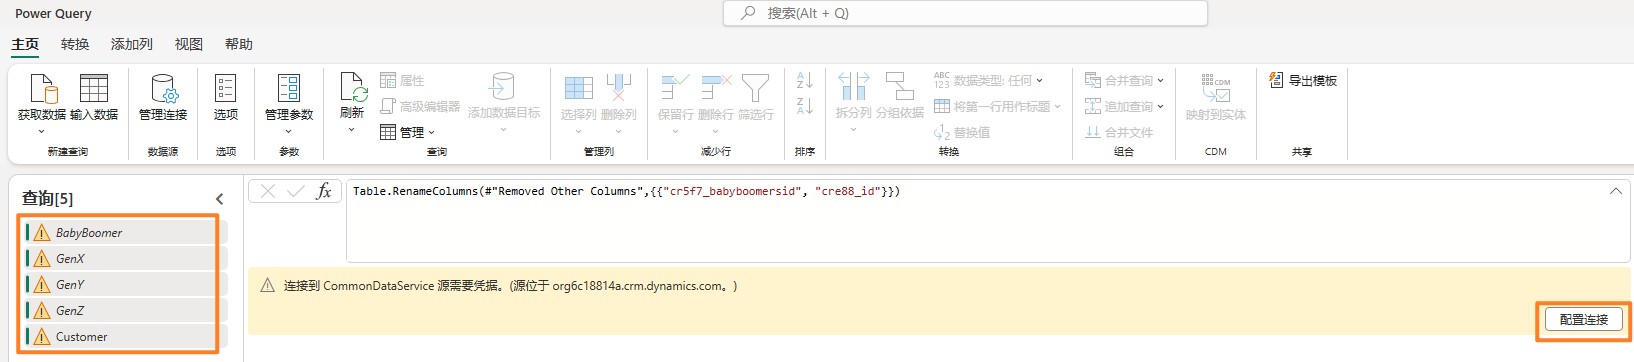 Power Query
搜索(Alt + Q)
主页 转换 添加列 视图 帮助
获取数据 输入数据 管理连接 选项 管理参数 刷新 属性 高级编辑器 管理 添加数据目标 选择列 删除列 保留行 删除行 筛选行 A Z Z A 拆分列 分组依据 ABC 123 数据类型: 任何 将第一行用作标题 1 2 替换值 合并查询 追加查询 合并文件 CDM 映射到实体 导出模板
新建查询 数据源 选项 参数 查询 管理列 减少行 排序 转换 组合 CDM 共享
查询[5]
fx Table.RenameColumns(#"Removed Other Columns",{{"cr5f7_babyboomersid", "cre88_id"}})
BabyBoomer
GenX
GenY
GenZ
Customer
连接到 CommonDataService 源需要凭据。(源位于 org6c18814a.crm.dynamics.com。)
配置连接